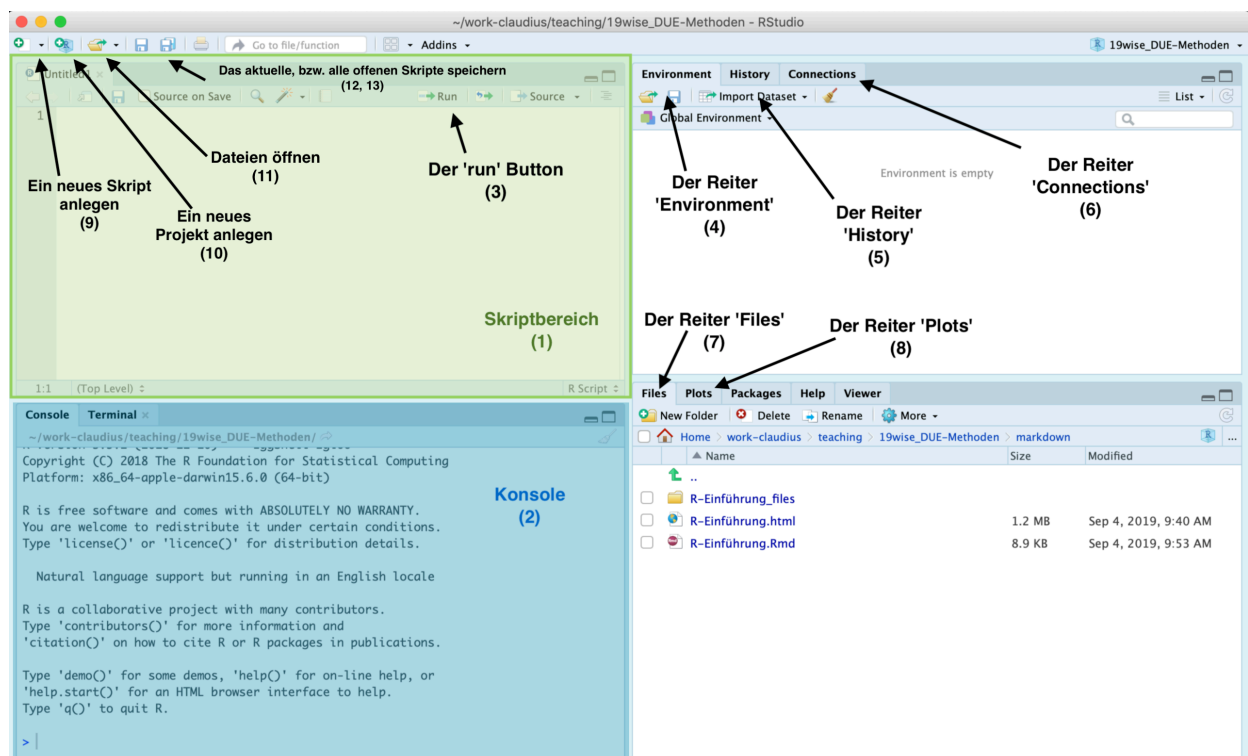 ~/work-claudius/teaching/19wise_DUE-Methoden - RStudio
Go to file/function
Addins
19wise_DUE-Methoden
Untitled1
Das aktuelle, bzw. alle offenen Skripte speichern
(12, 13)
Source on Save
Run
Source
1
Dateien öffnen
(11)
Der 'run' Button
(3)
Ein neues Skript
anlegen
(9)
Ein neues
Projekt anlegen
(10)
Skriptbereich
(1)
1:1
(Top Level)
R Script
Console
Terminal
~/work-claudius/teaching/19wise_DUE-Methoden/
Copyright (C) 2018 The R Foundation for Statistical Computing
Platform: x86_64-apple-darwin15.6.0 (64-bit)
Konsole
(2)
R is free software and comes with ABSOLUTELY NO WARRANTY.
You are welcome to redistribute it under certain conditions.
Type 'license()' or 'licence()' for distribution details.
Natural language support but running in an English locale
R is a collaborative project with many contributors.
Type 'contributors()' for more information and
'citation()' on how to cite R or R packages in publications.
Type 'demo()' for some demos, 'help()' for on-line help, or
'help.start()' for an HTML browser interface to help.
Type 'q()' to quit R.
>
Environment
History
Connections
Import Dataset
List
Global Environment
Environment is empty
Der Reiter
'Environment'
(4)
Der Reiter
'History'
(5)
Der Reiter
'Connections'
(6)
Der Reiter 'Files'
(7)
Der Reiter 'Plots'
(8)
Files
Plots
Packages
Help
Viewer
New Folder
Delete
Rename
More
Home > work-claudius > teaching > 19wise_DUE-Methoden > markdown
...
Name
Size
Modified
..
R-Einführung_files
R-Einführung.html 1.2 MB Sep 4, 2019, 9:40 AM
R-Einführung.Rmd 8.9 KB Sep 4, 2019, 9:53 AM